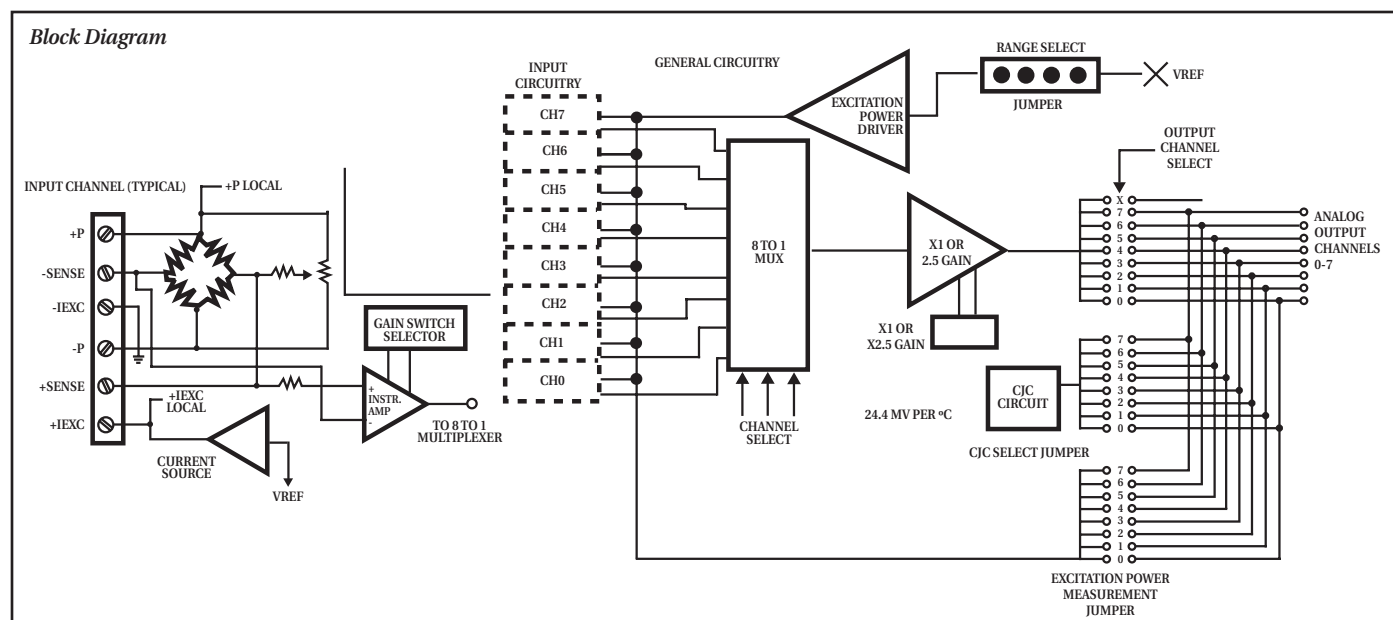 Block Diagram
INPUT CHANNEL (TYPICAL)
+P LOCAL
+P
-SENSE
-IEXC
-P
+SENSE
+IEXC
+IEXC
LOCAL
CURRENT
SOURCE
VREF
GAIN SWITCH
SELECTOR
+
INSTR.
AMP
-
TO 8 TO 1
MULTIPLEXER
INPUT
CIRCUITRY
CH7
CH6
CH5
CH4
CH3
CH2
CH1
CH0
GENERAL CIRCUITRY
EXCITATION
POWER
DRIVER
RANGE SELECT
JUMPER
VREF
8 TO 1
MUX
CHANNEL
SELECT
X1 OR
2.5 GAIN
X1 OR
X2.5 GAIN
24.4 MV PER ºC
OUTPUT
CHANNEL
SELECT
X
7
6
5
4
3
2
1
0
ANALOG
OUTPUT
CHANNELS
0-7
CJC
CIRCUIT
CJC SELECT JUMPER
7
6
5
4
3
2
1
0
7
6
5
4
3
2
1
0
EXCITATION POWER
MEASUREMENT
JUMPER